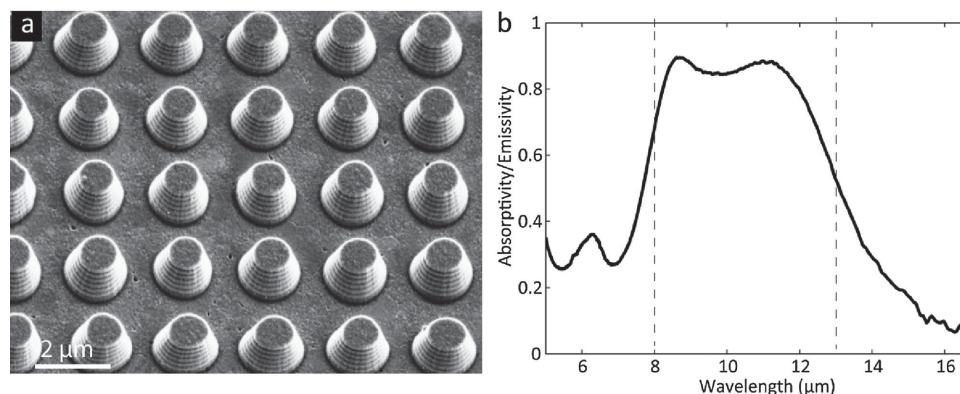 a
2 μm
b
Absorptivity/Emissivity
1
0.8
0.6
0.4
0.2
0
6 8 10 12 14 16
Wavelength (μm)